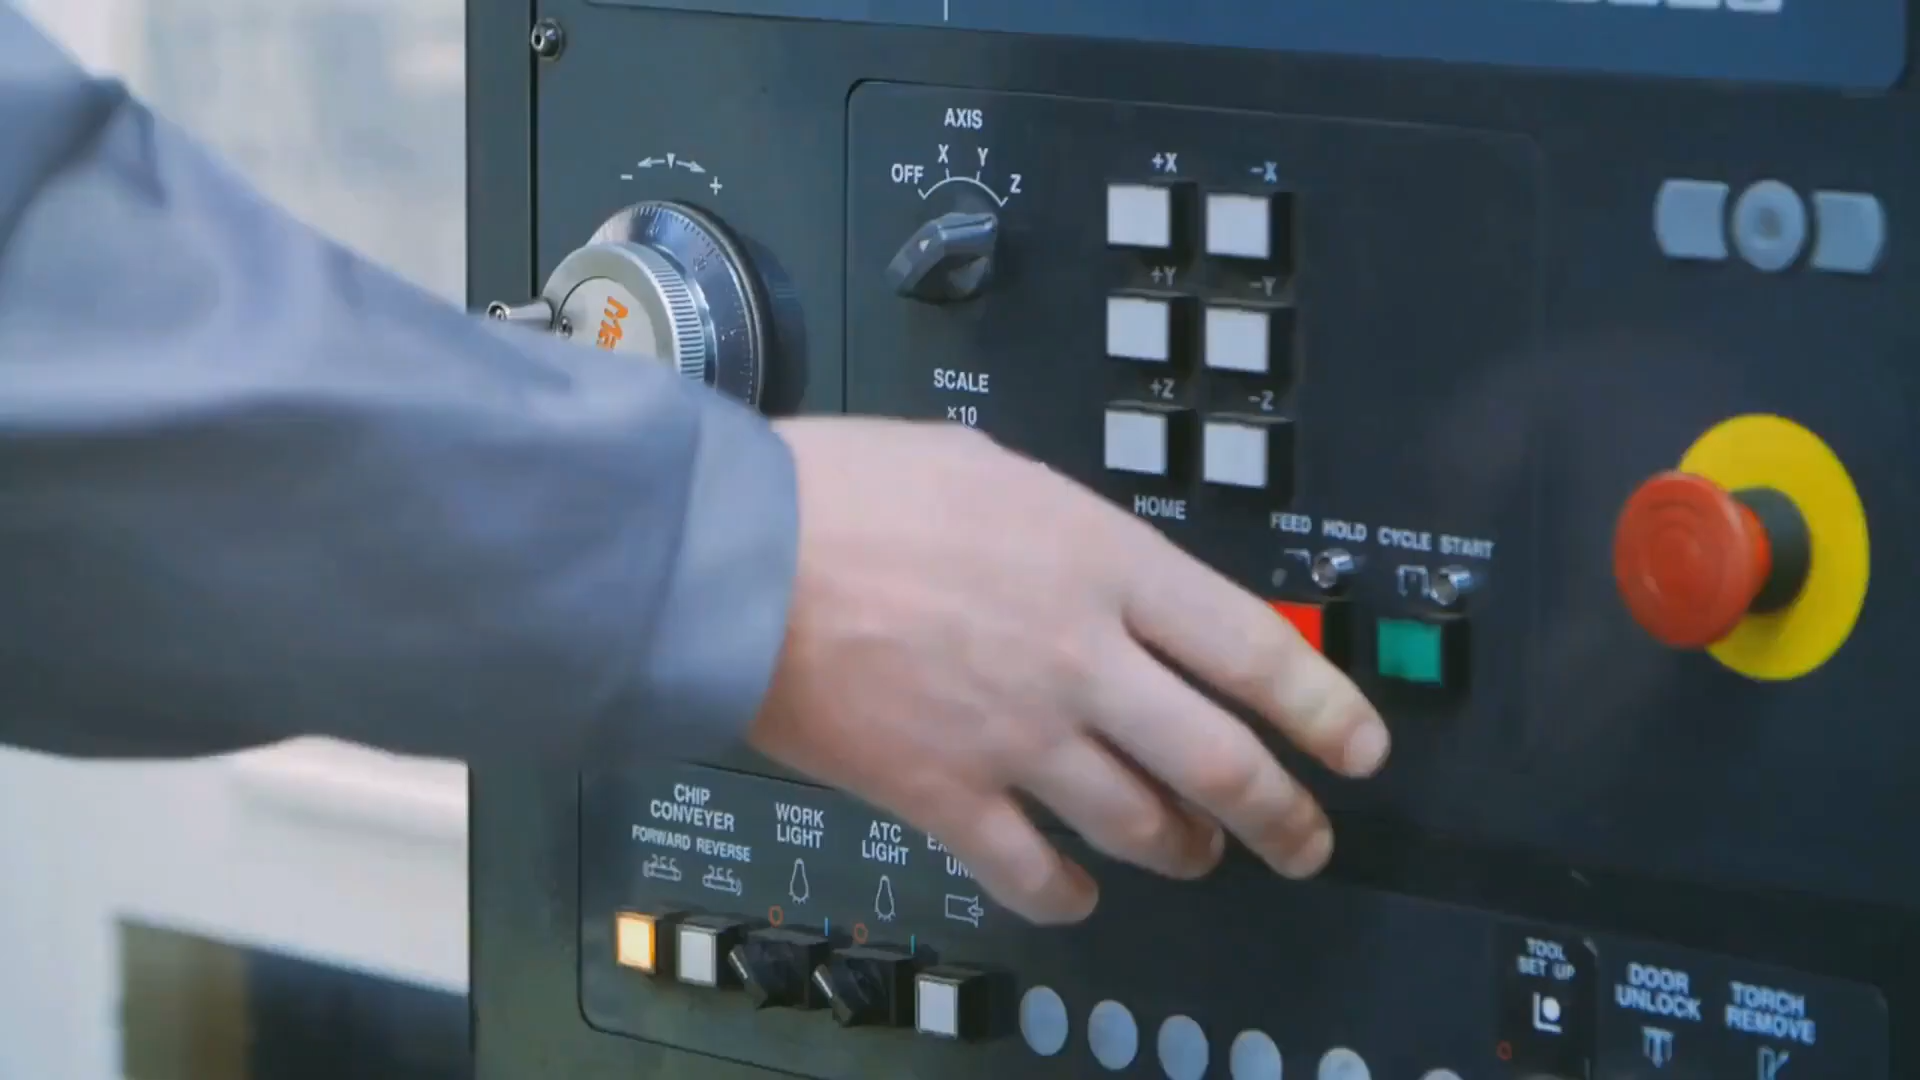 AXIS
X Y
OFF Z
- +
+X -X
+Y -Y
SCALE
×10
+Z -Z
HOME
FEED HOLD CYCLE START
CHIP
CONVEYER
FORWARD REVERSE
WORK
LIGHT
ATC
LIGHT
TOOL
SET UP
DOOR
UNLOCK
TORCH
REMOVE